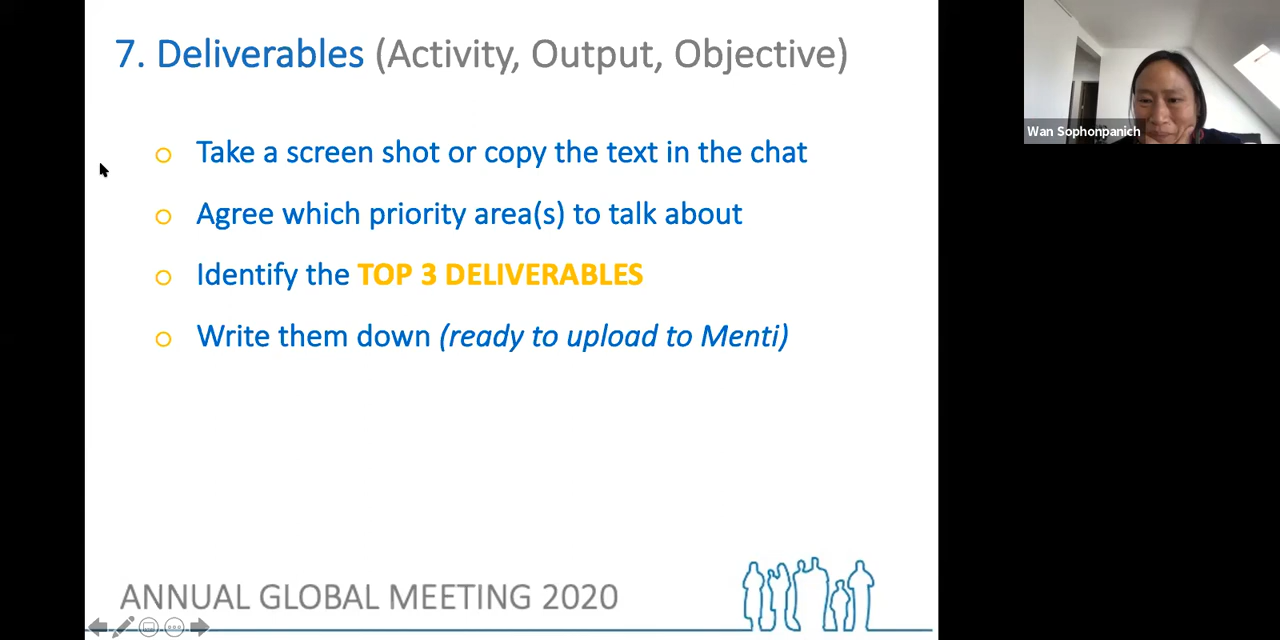 7. Deliverables (Activity, Output, Objective)
Take a screen shot or copy the text in the chat
Agree which priority area(s) to talk about
Identify the TOP 3 DELIVERABLES
Write them down (ready to upload to Menti)
ANNUAL GLOBAL MEETING 2020
Wan Sophonpanich